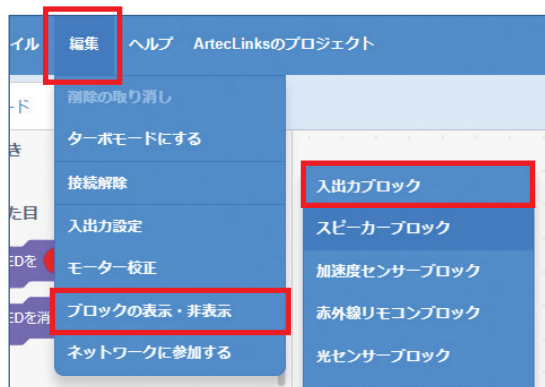 イル 編集 ヘルプ ArtecLinksのプロジェクト
削除の取り消し
ード
ターボモードにする
き
接続解除
入出力ブロック
た目
入出力設定
スピーカーブロック
EDを
モーター校正
加速度センサーブロック
EDを消
ブロックの表示・非表示
赤外線リモコンブロック
ネットワークに参加する
光センサーブロック